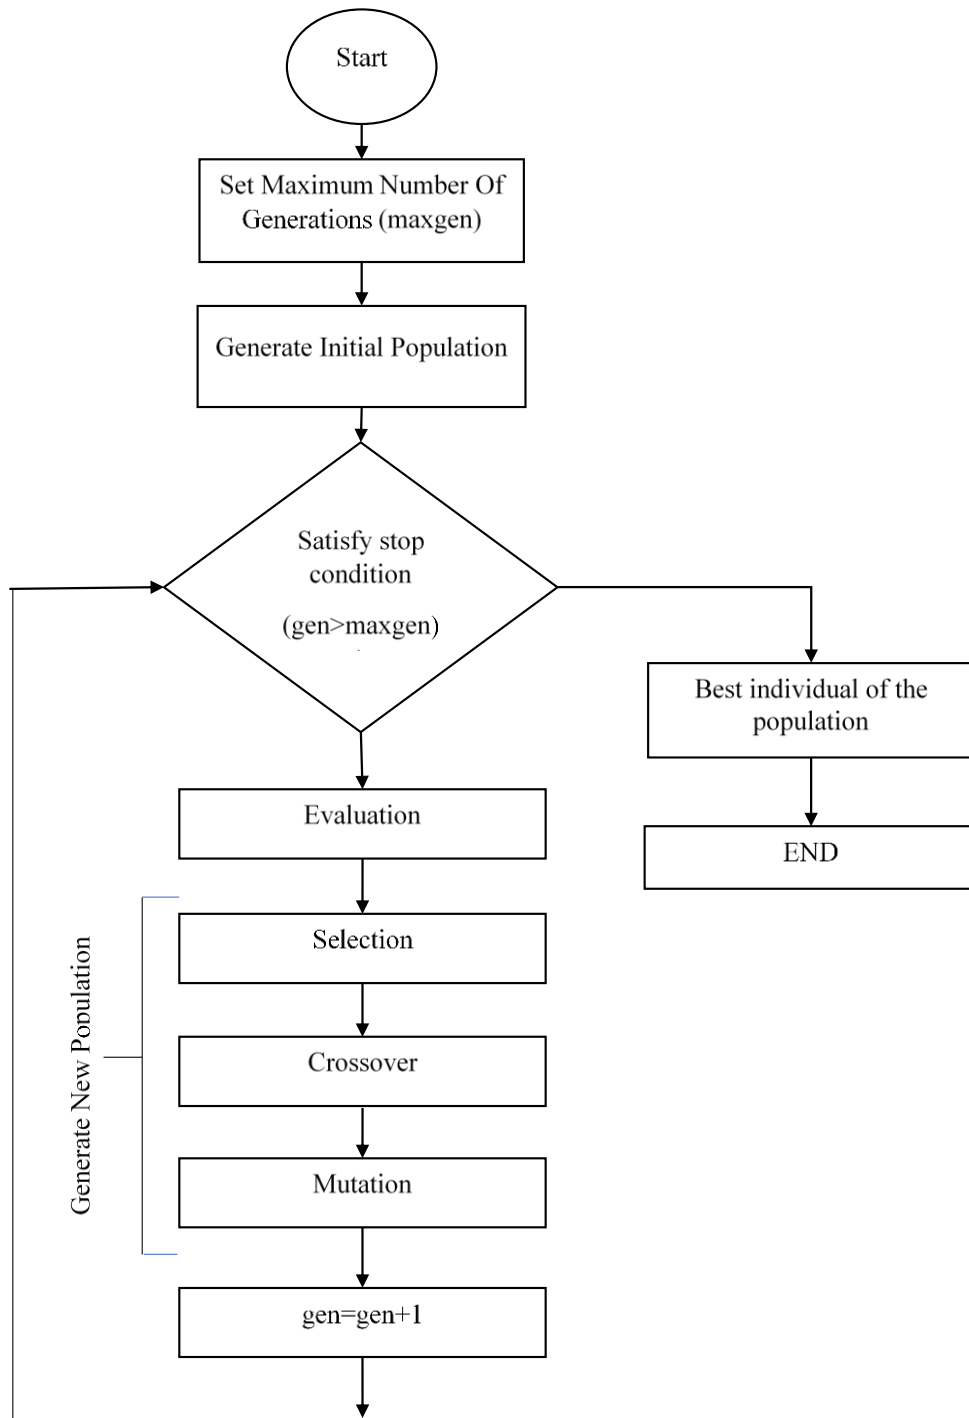 Start
Set Maximum Number Of
Generations (maxgen)
Generate Initial Population
Satisfy stop
condition
(gen>maxgen)
Best individual of the
population
END
Evaluation
Generate New Population
Selection
Crossover
Mutation
gen=gen+1